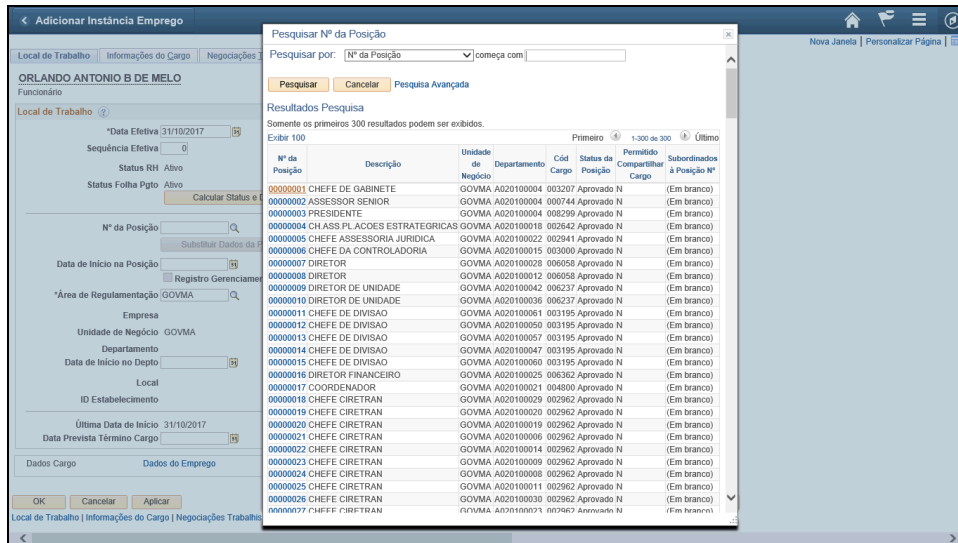 Adicionar Instância Emprego
Nova Janela | Personalizar Página |
Local de Trabalho
Informações do Cargo
Negociações T
ORLANDO ANTONIO B DE MELO
Funcionário
Local de Trabalho ?
*Data Efetiva 31/10/2017
Sequência Efetiva 0
Status RH Ativo
Status Folha Pgto Ativo
Calcular Status e D
Nº da Posição
Substituir Dados da P
Data de Início na Posição
Registro Gerenciamen
*Área de Regulamentação GOVMA
Empresa
Unidade de Negócio GOVMA
Departamento
Data de Início no Depto
Local
ID Estabelecimento
Última Data de Início 31/10/2017
Data Prevista Término Cargo
Dados Cargo
Dados do Emprego
OK
Cancelar
Aplicar
Local de Trabalho | Informações do Cargo | Negociações Trabalhis
Pesquisar Nº da Posição
Pesquisar por: Nº da Posição começa com
Pesquisar Cancelar Pesquisa Avançada
Resultados Pesquisa
Somente os primeiros 300 resultados podem ser exibidos.
Exibir 100 Primeiro 1-300 de 300 Último
Nº da Posição Descrição Unidade de Negócio Departamento Cód Cargo Status da Posição Permitido Compartilhar Cargo Subordinados à Posição Nº
00000001 CHEFE DE GABINETE GOVMA A020100004 003207 Aprovado N (Em branco)
00000002 ASSESSOR SENIOR GOVMA A020100004 000744 Aprovado N (Em branco)
00000003 PRESIDENTE GOVMA A020100004 008299 Aprovado N (Em branco)
00000004 CH.ASS.PL.ACOES ESTRATEGRICAS GOVMA A020100018 002642 Aprovado N (Em branco)
00000005 CHEFE ASSESSORIA JURIDICA GOVMA A020100022 002941 Aprovado N (Em branco)
00000006 CHEFE DA CONTROLADORIA GOVMA A020100015 003000 Aprovado N (Em branco)
00000007 DIRETOR GOVMA A020100028 006058 Aprovado N (Em branco)
00000008 DIRETOR GOVMA A020100012 006058 Aprovado N (Em branco)
00000009 DIRETOR DE UNIDADE GOVMA A020100042 006237 Aprovado N (Em branco)
00000010 DIRETOR DE UNIDADE GOVMA A020100036 006237 Aprovado N (Em branco)
00000011 CHEFE DE DIVISAO GOVMA A020100061 003195 Aprovado N (Em branco)
00000012 CHEFE DE DIVISAO GOVMA A020100050 003195 Aprovado N (Em branco)
00000013 CHEFE DE DIVISAO GOVMA A020100057 003195 Aprovado N (Em branco)
00000014 CHEFE DE DIVISAO GOVMA A020100047 003195 Aprovado N (Em branco)
00000015 CHEFE DE DIVISAO GOVMA A020100060 003195 Aprovado N (Em branco)
00000016 DIRETOR FINANCEIRO GOVMA A020100025 006362 Aprovado N (Em branco)
00000017 COORDENADOR GOVMA A020100021 004800 Aprovado N (Em branco)
00000018 CHEFE CIRETRAN GOVMA A020100029 002962 Aprovado N (Em branco)
00000019 CHEFE CIRETRAN GOVMA A020100020 002962 Aprovado N (Em branco)
00000020 CHEFE CIRETRAN GOVMA A020100019 002962 Aprovado N (Em branco)
00000021 CHEFE CIRETRAN GOVMA A020100006 002962 Aprovado N (Em branco)
00000022 CHEFE CIRETRAN GOVMA A020100014 002962 Aprovado N (Em branco)
00000023 CHEFE CIRETRAN GOVMA A020100009 002962 Aprovado N (Em branco)
00000024 CHEFE CIRETRAN GOVMA A020100008 002962 Aprovado N (Em branco)
00000025 CHEFE CIRETRAN GOVMA A020100011 002962 Aprovado N (Em branco)
00000026 CHEFE CIRETRAN GOVMA A020100030 002962 Aprovado N (Em branco)
00000027 CHEFE CIRETRAN GOVMA A020100023 002962 Aprovado N (Em branco)